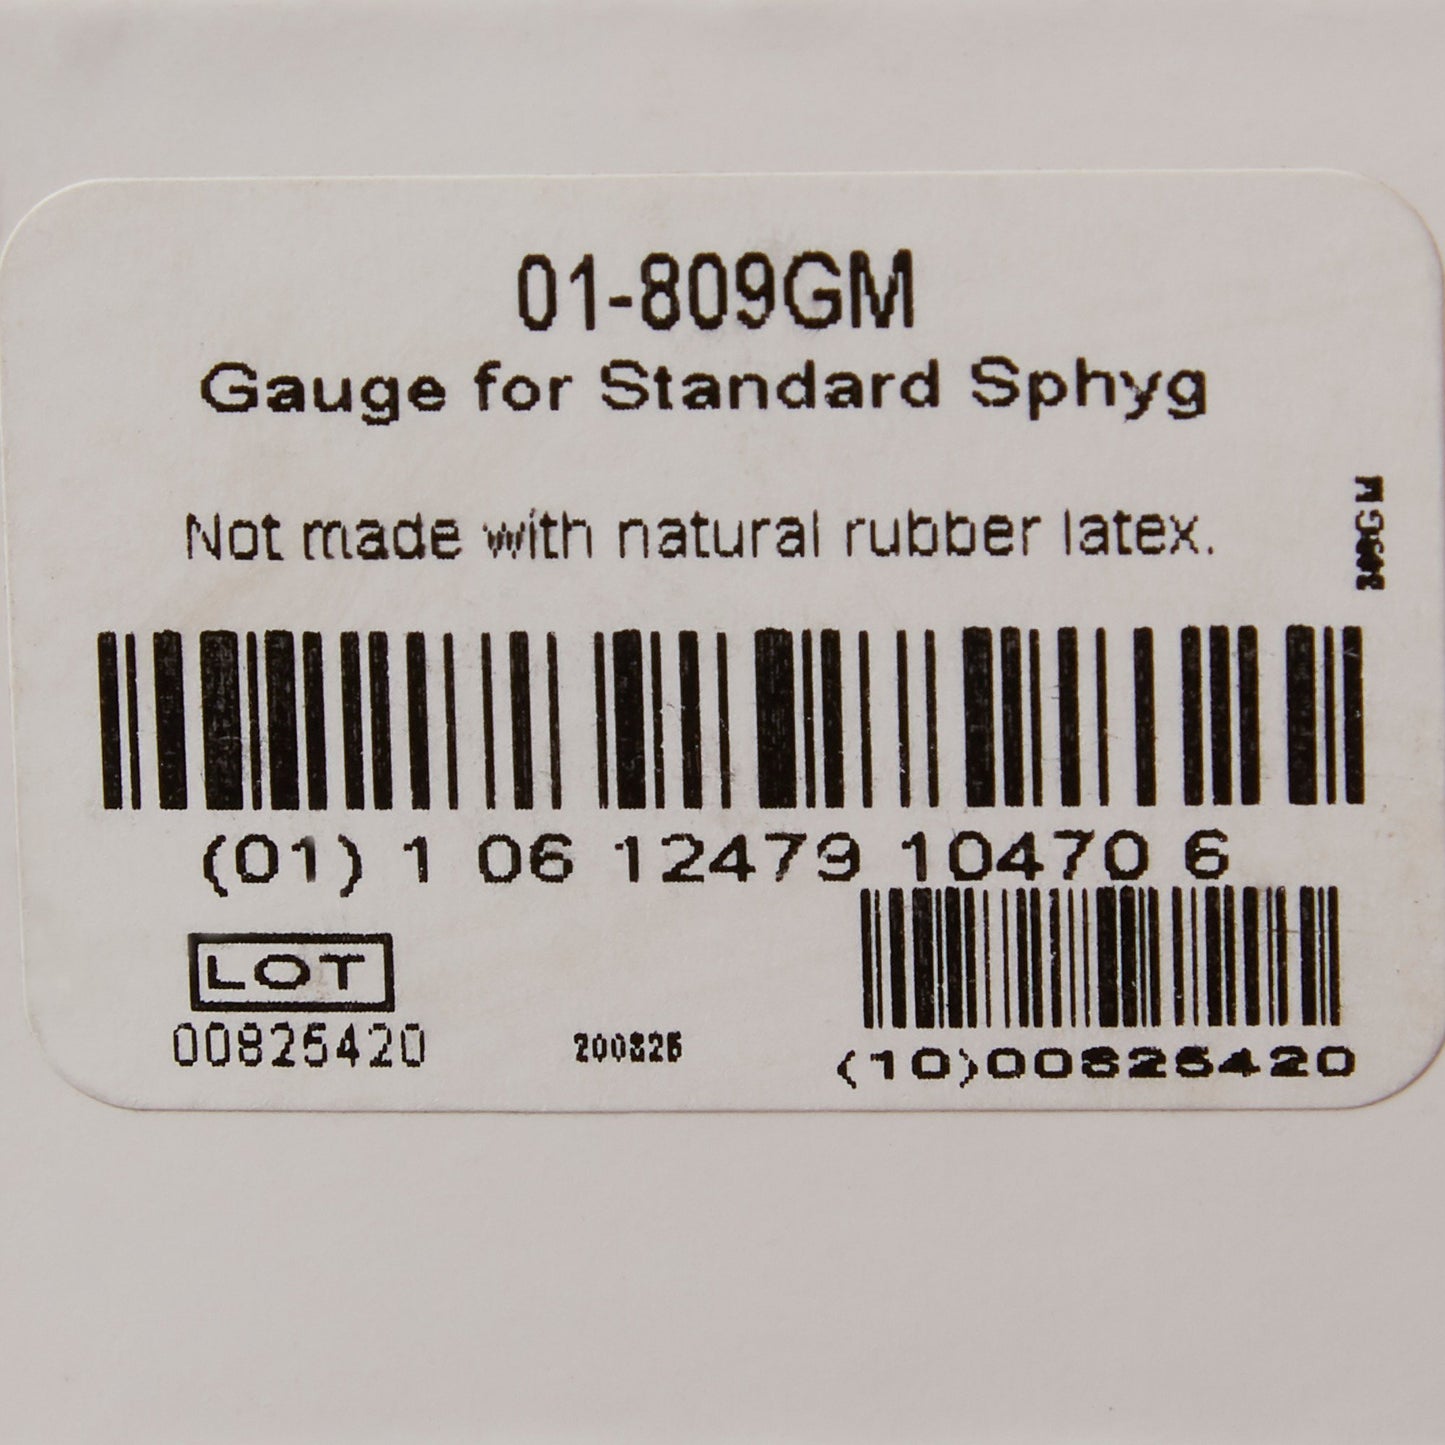 01-809GM
Gauge for Standard Sphyg
Not made with natural rubber latex.
809GM
(01) 1 06 12479 10470 6
LOT
00825420
200825
(10)00825420